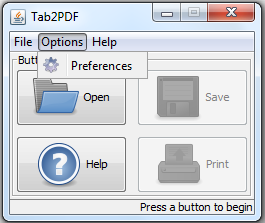 Tab2PDF
File Options Help
Butt
Preferences
Open Save
Help Print
Press a button to begin